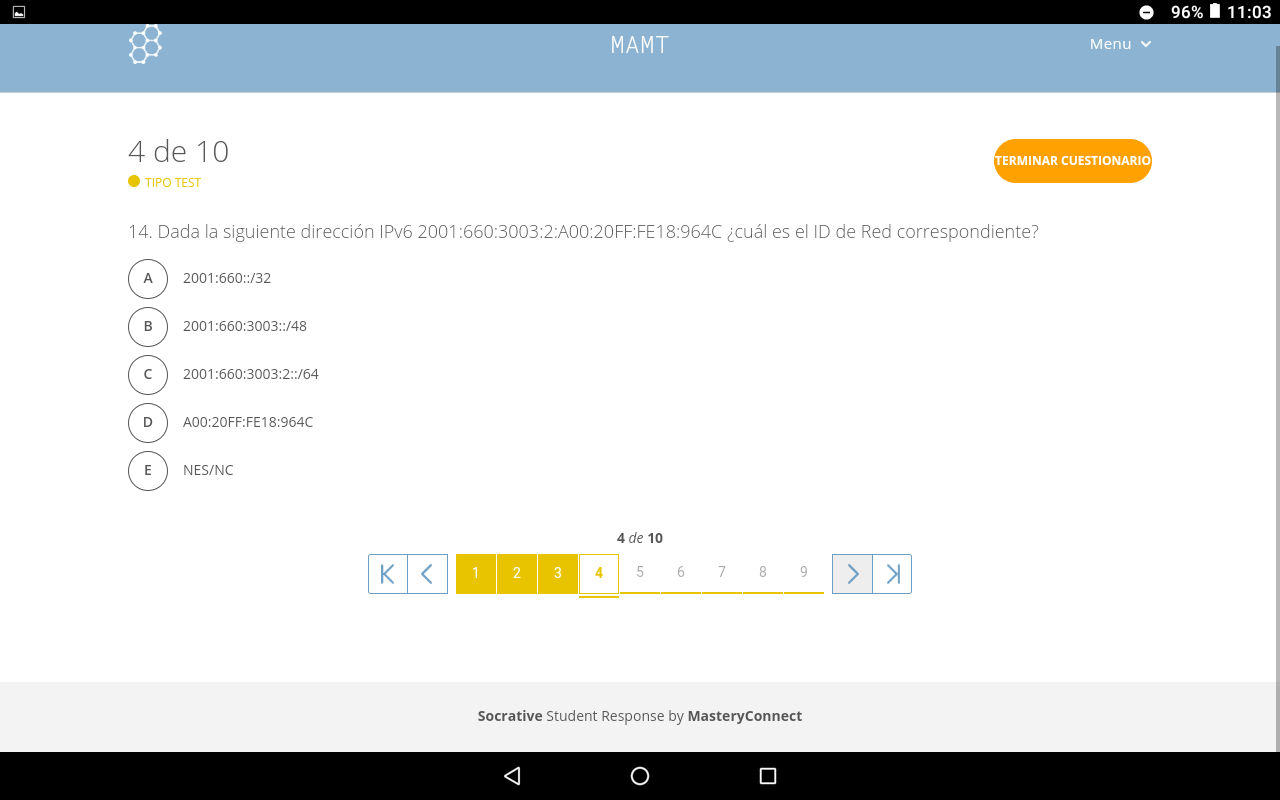 96% 11:03
MAMT
Menu
4 de 10
TERMINAR CUESTIONARIO
TIPO TEST
14. Dada la siguiente dirección IPv6 2001:660:3003:2:A00:20FF:FE18:964C ¿cuál es el ID de Red correspondiente?
A 2001:660::/32
B 2001:660:3003::/48
C 2001:660:3003:2::/64
D A00:20FF:FE18:964C
E NES/NC
4 de 10
1 2 3 4 5 6 7 8 9
Socrative Student Response by MasteryConnect